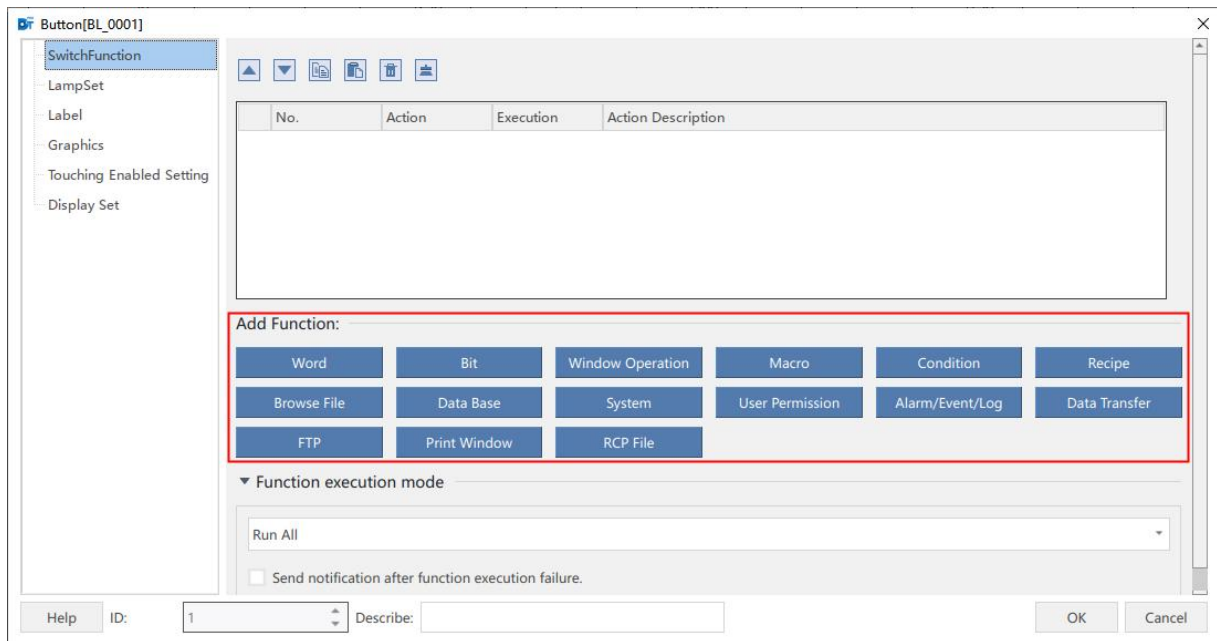 DT Button[BL_0001]
SwitchFunction
LampSet
Label
Graphics
Touching Enabled Setting
Display Set
No. Action Execution Action Description
Add Function:
Word Bit Window Operation Macro Condition Recipe
Browse File Data Base System User Permission Alarm/Event/Log Data Transfer
FTP Print Window RCP File
Function execution mode
Run All
Send notification after function execution failure.
Help ID: 1 Describe: OK Cancel